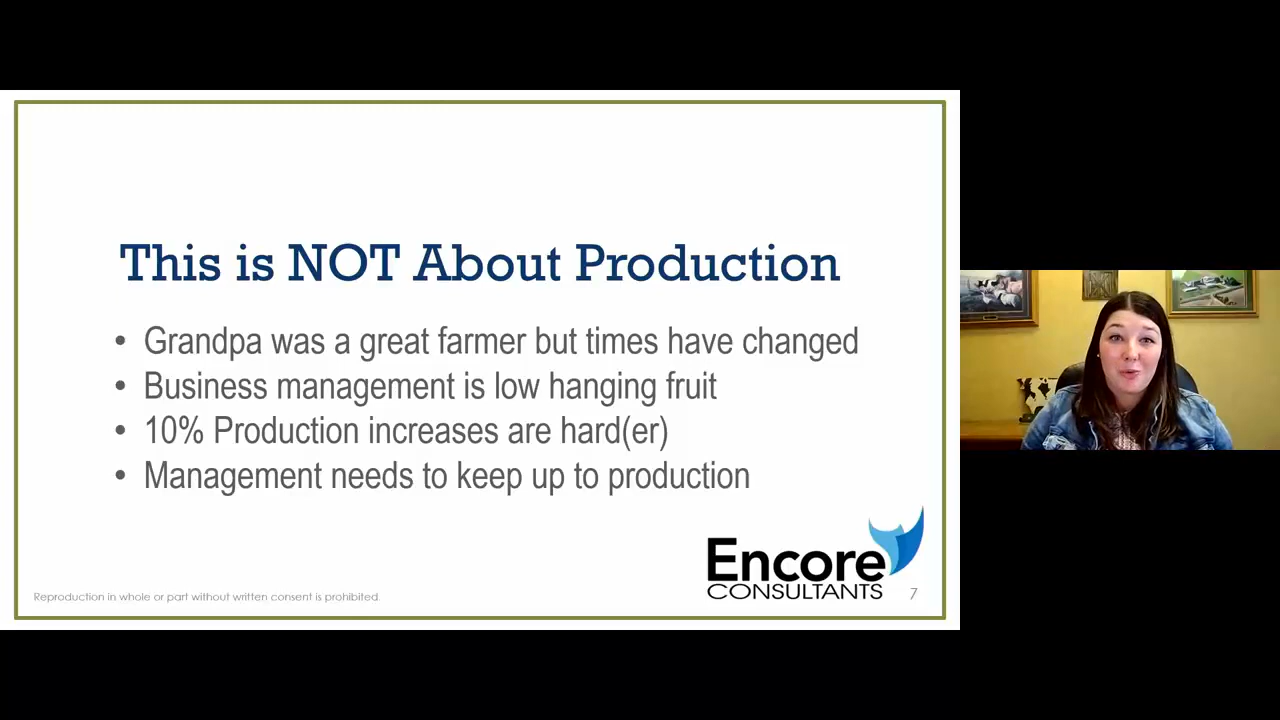 This is NOT About Production
• Grandpa was a great farmer but times have changed
• Business management is low hanging fruit
• 10% Production increases are hard(er)
• Management needs to keep up to production
Encore
CONSULTANTS
Reproduction in whole or part without written consent is prohibited.
7